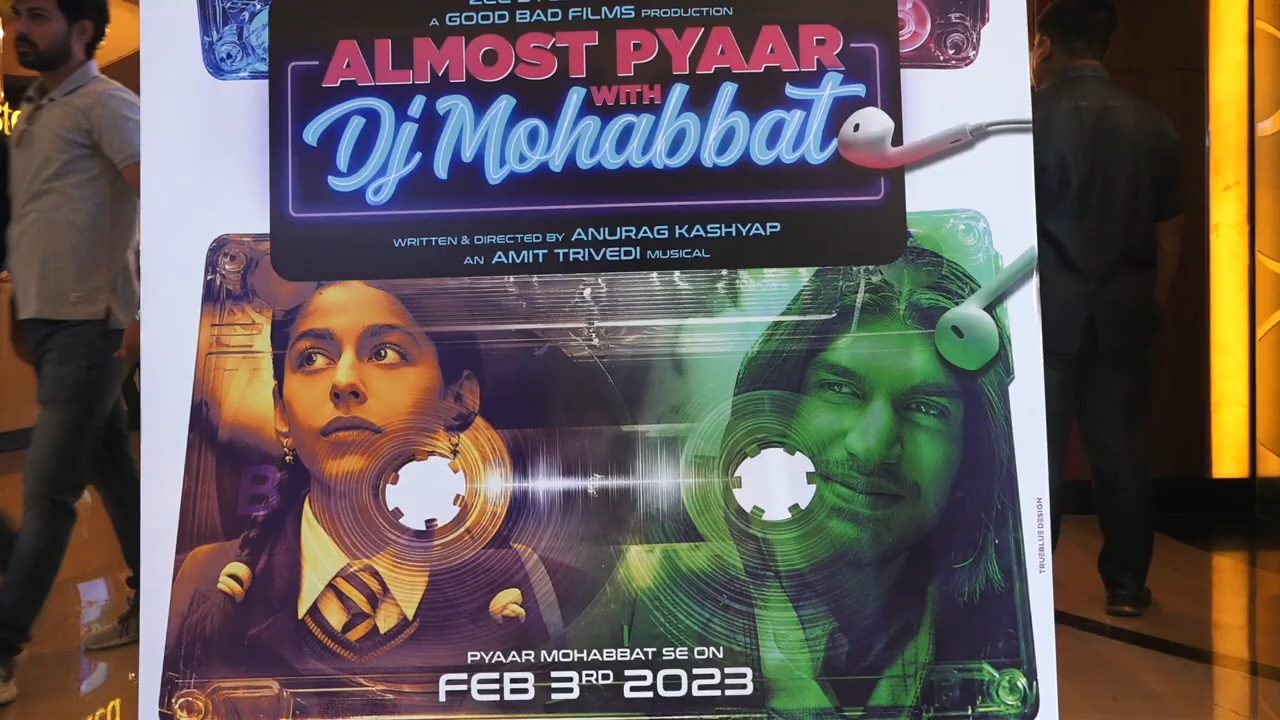 A GOOD BAD FILMS PRODUCTION
ALMOST PYAAR
WITH
Dj Mohabbat
WRITTEN & DIRECTED BY ANURAG KASHYAP
AN AMIT TRIVEDI MUSICAL
B
TRUEBLUE DESIGN
PYAAR MOHABBAT SE ON
FEB 3RD 2023